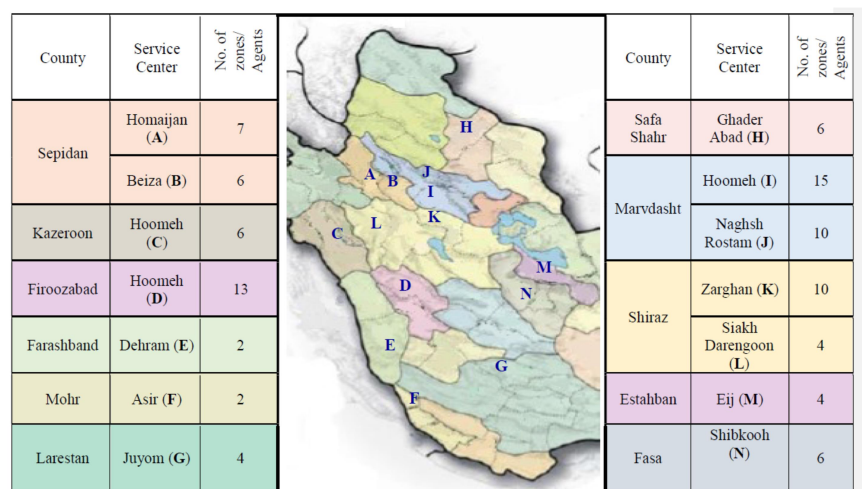 County
Service
Center
No. of
zones/
Agents
Sepidan
Homaijan
(A)
7
Beiza (B)
6
Kazeroon
Hoomeh
(C)
6
Firoozabad
Hoomeh
(D)
13
Farashband
Dehram (E)
2
Mohr
Asir (F)
2
Larestan
Juyom (G)
4
H
A
B
J
I
K
L
C
M
D
N
E
G
F
County
Service
Center
No. of
zones/
Agents
Safa
Shahr
Ghader
Abad (H)
6
Marvdasht
Hoomeh (I)
15
Naghsh
Rostam (J)
10
Shiraz
Zarghan (K)
10
Siakh
Darengoon
(L)
4
Estahban
Eij (M)
4
Fasa
Shibkooh
(N)
6